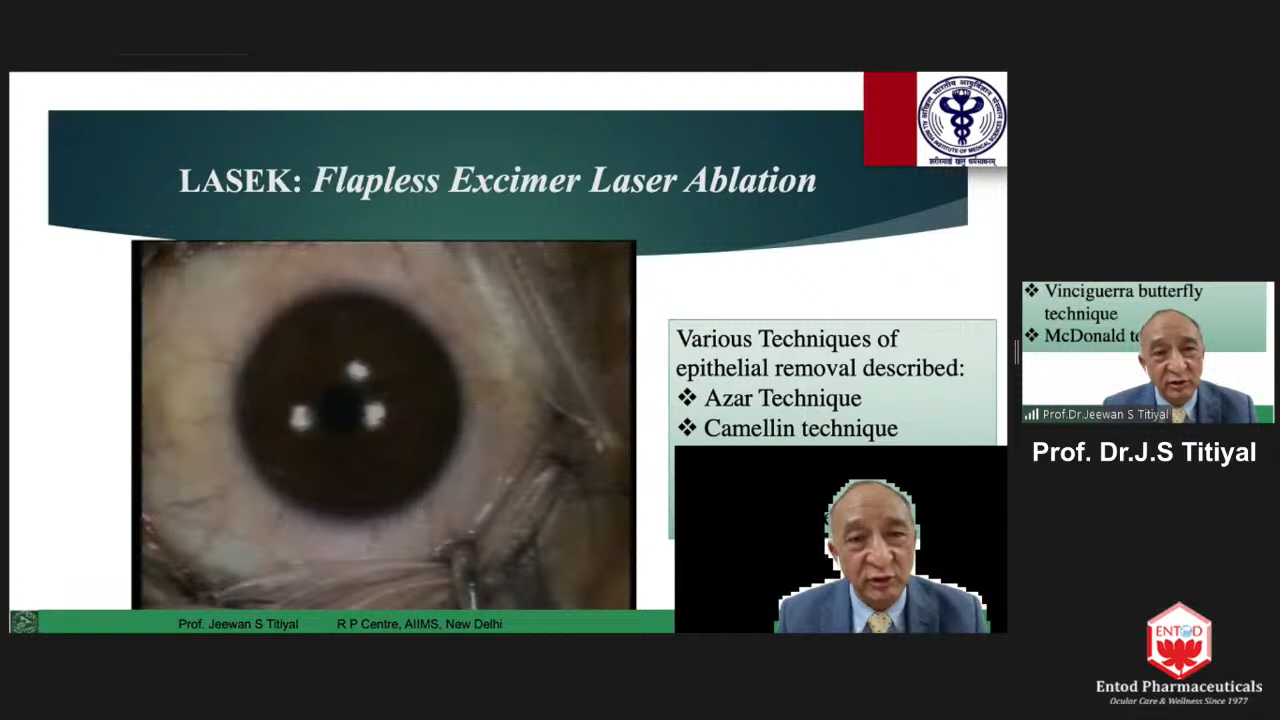 LASEK: Flapless Excimer Laser Ablation
Various Techniques of
epithelial removal described:
❖ Azar Technique
❖ Camellin technique
Prof. Jeewan S Titiyal
R P Centre, AIIMS, New Delhi
❖ Vinciguerra butterfly
technique
❖ McDonald
Prof.Dr.Jeewan S Titiyal
Prof. Dr.J.S Titiyal
ENTOD
Entod Pharmaceuticals
Ocular Care & Wellness Since 1977